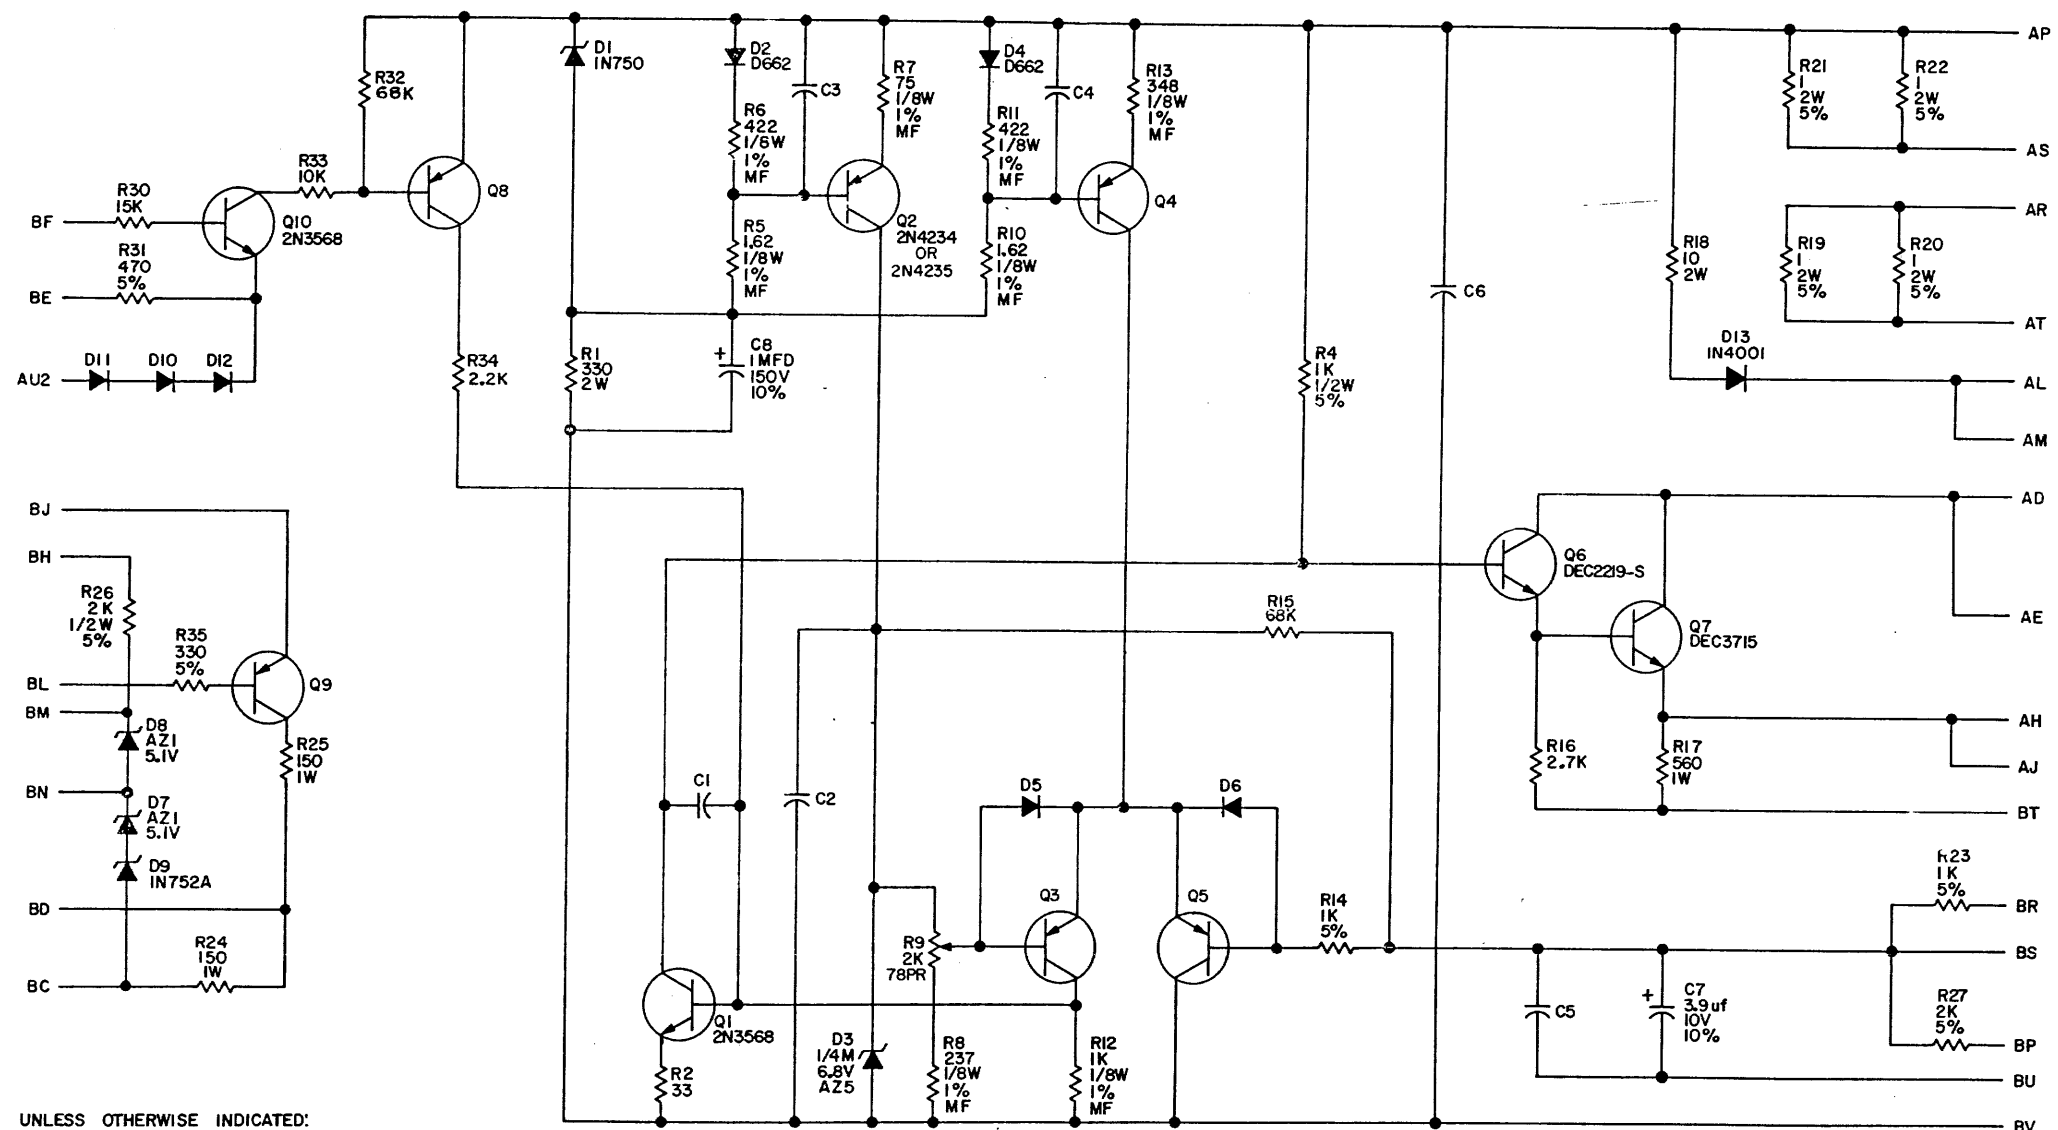 AP
D1
1N750
D2
D662
R7
75
1/8W
1%
MF
D4
D662
R13
348
1/8W
1%
MF
R21
1
2W
5%
R22
1
2W
5%
R32
68K
C3
C4
R6
422
1/8W
1%
MF
R11
422
1/8W
1%
MF
AS
R33
10K
Q8
R30
15K
BF
Q10
2N3568
Q2
2N4234
OR
2N4235
Q4
AR
R31
470
5%
BE
R5
1.62
1/8W
1%
MF
R10
1.62
1/8W
1%
MF
C6
R18
10
2W
R19
1
2W
5%
R20
1
2W
5%
AT
D11
D10
D12
AU2
R34
2.2K
R1
330
2W
+
C8
1MFD
150V
10%
R4
1K
1/2W
5%
D13
1N4001
AL
AM
BJ
AD
BH
Q6
DEC2219-S
R26
2K
1/2W
5%
R15
68K
AE
R35
330
5%
Q7
DEC3715
BL
Q9
BM
AH
D8
AZ1
5.1V
R25
150
1W
R16
2.7K
R17
560
1W
AJ
BN
C1
C2
D5
D6
BT
D7
AZ1
5.1V
D9
1N752A
R23
1K
5%
BD
Q3
Q5
R14
1K
5%
BR
R24
150
1W
R9
2K
78PR
BS
BC
Q1
2N3568
C5
+
C7
3.9uf
10V
10%
R27
2K
5%
D3
1/4M
6.8V
AZ5
R8
237
1/8W
1%
MF
R12
1K
1/8W
1%
MF
BP
R2
33
BU
UNLESS OTHERWISE INDICATED:
BV